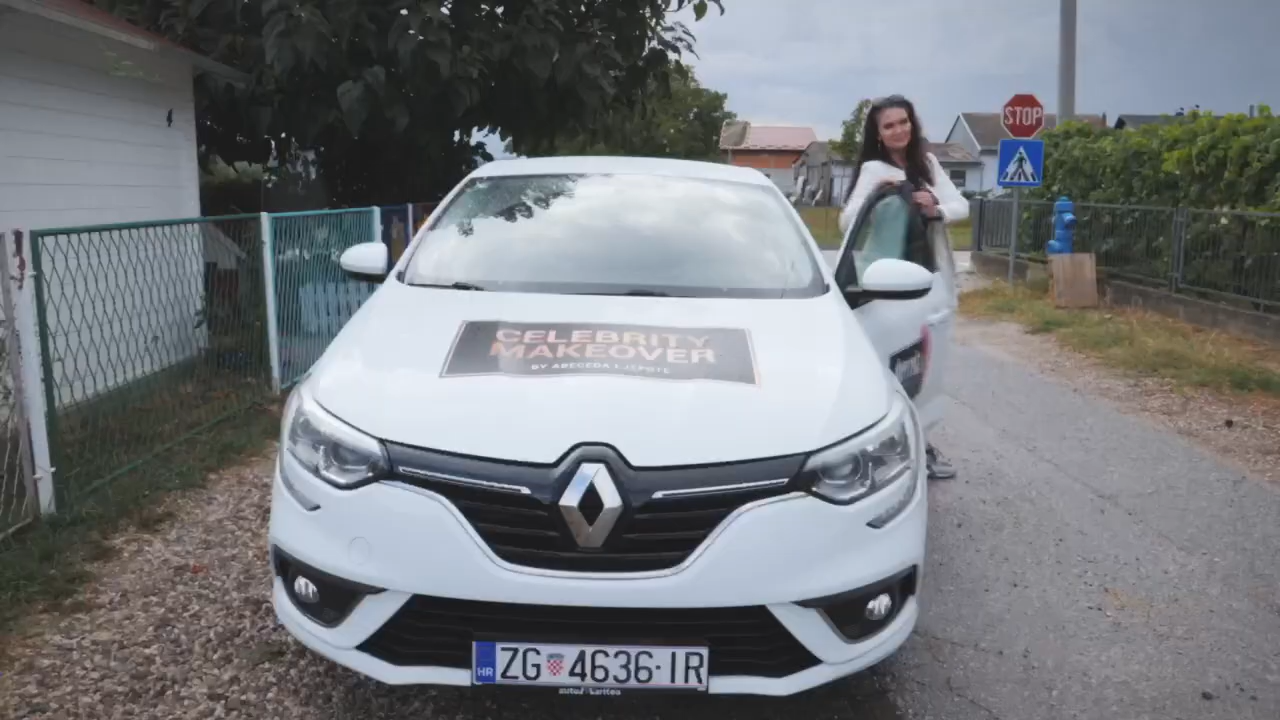 STOP
CELEBRITY
MAKEOVER
BY ABECEDA LJEPOTE
HR ZG 4636-IR